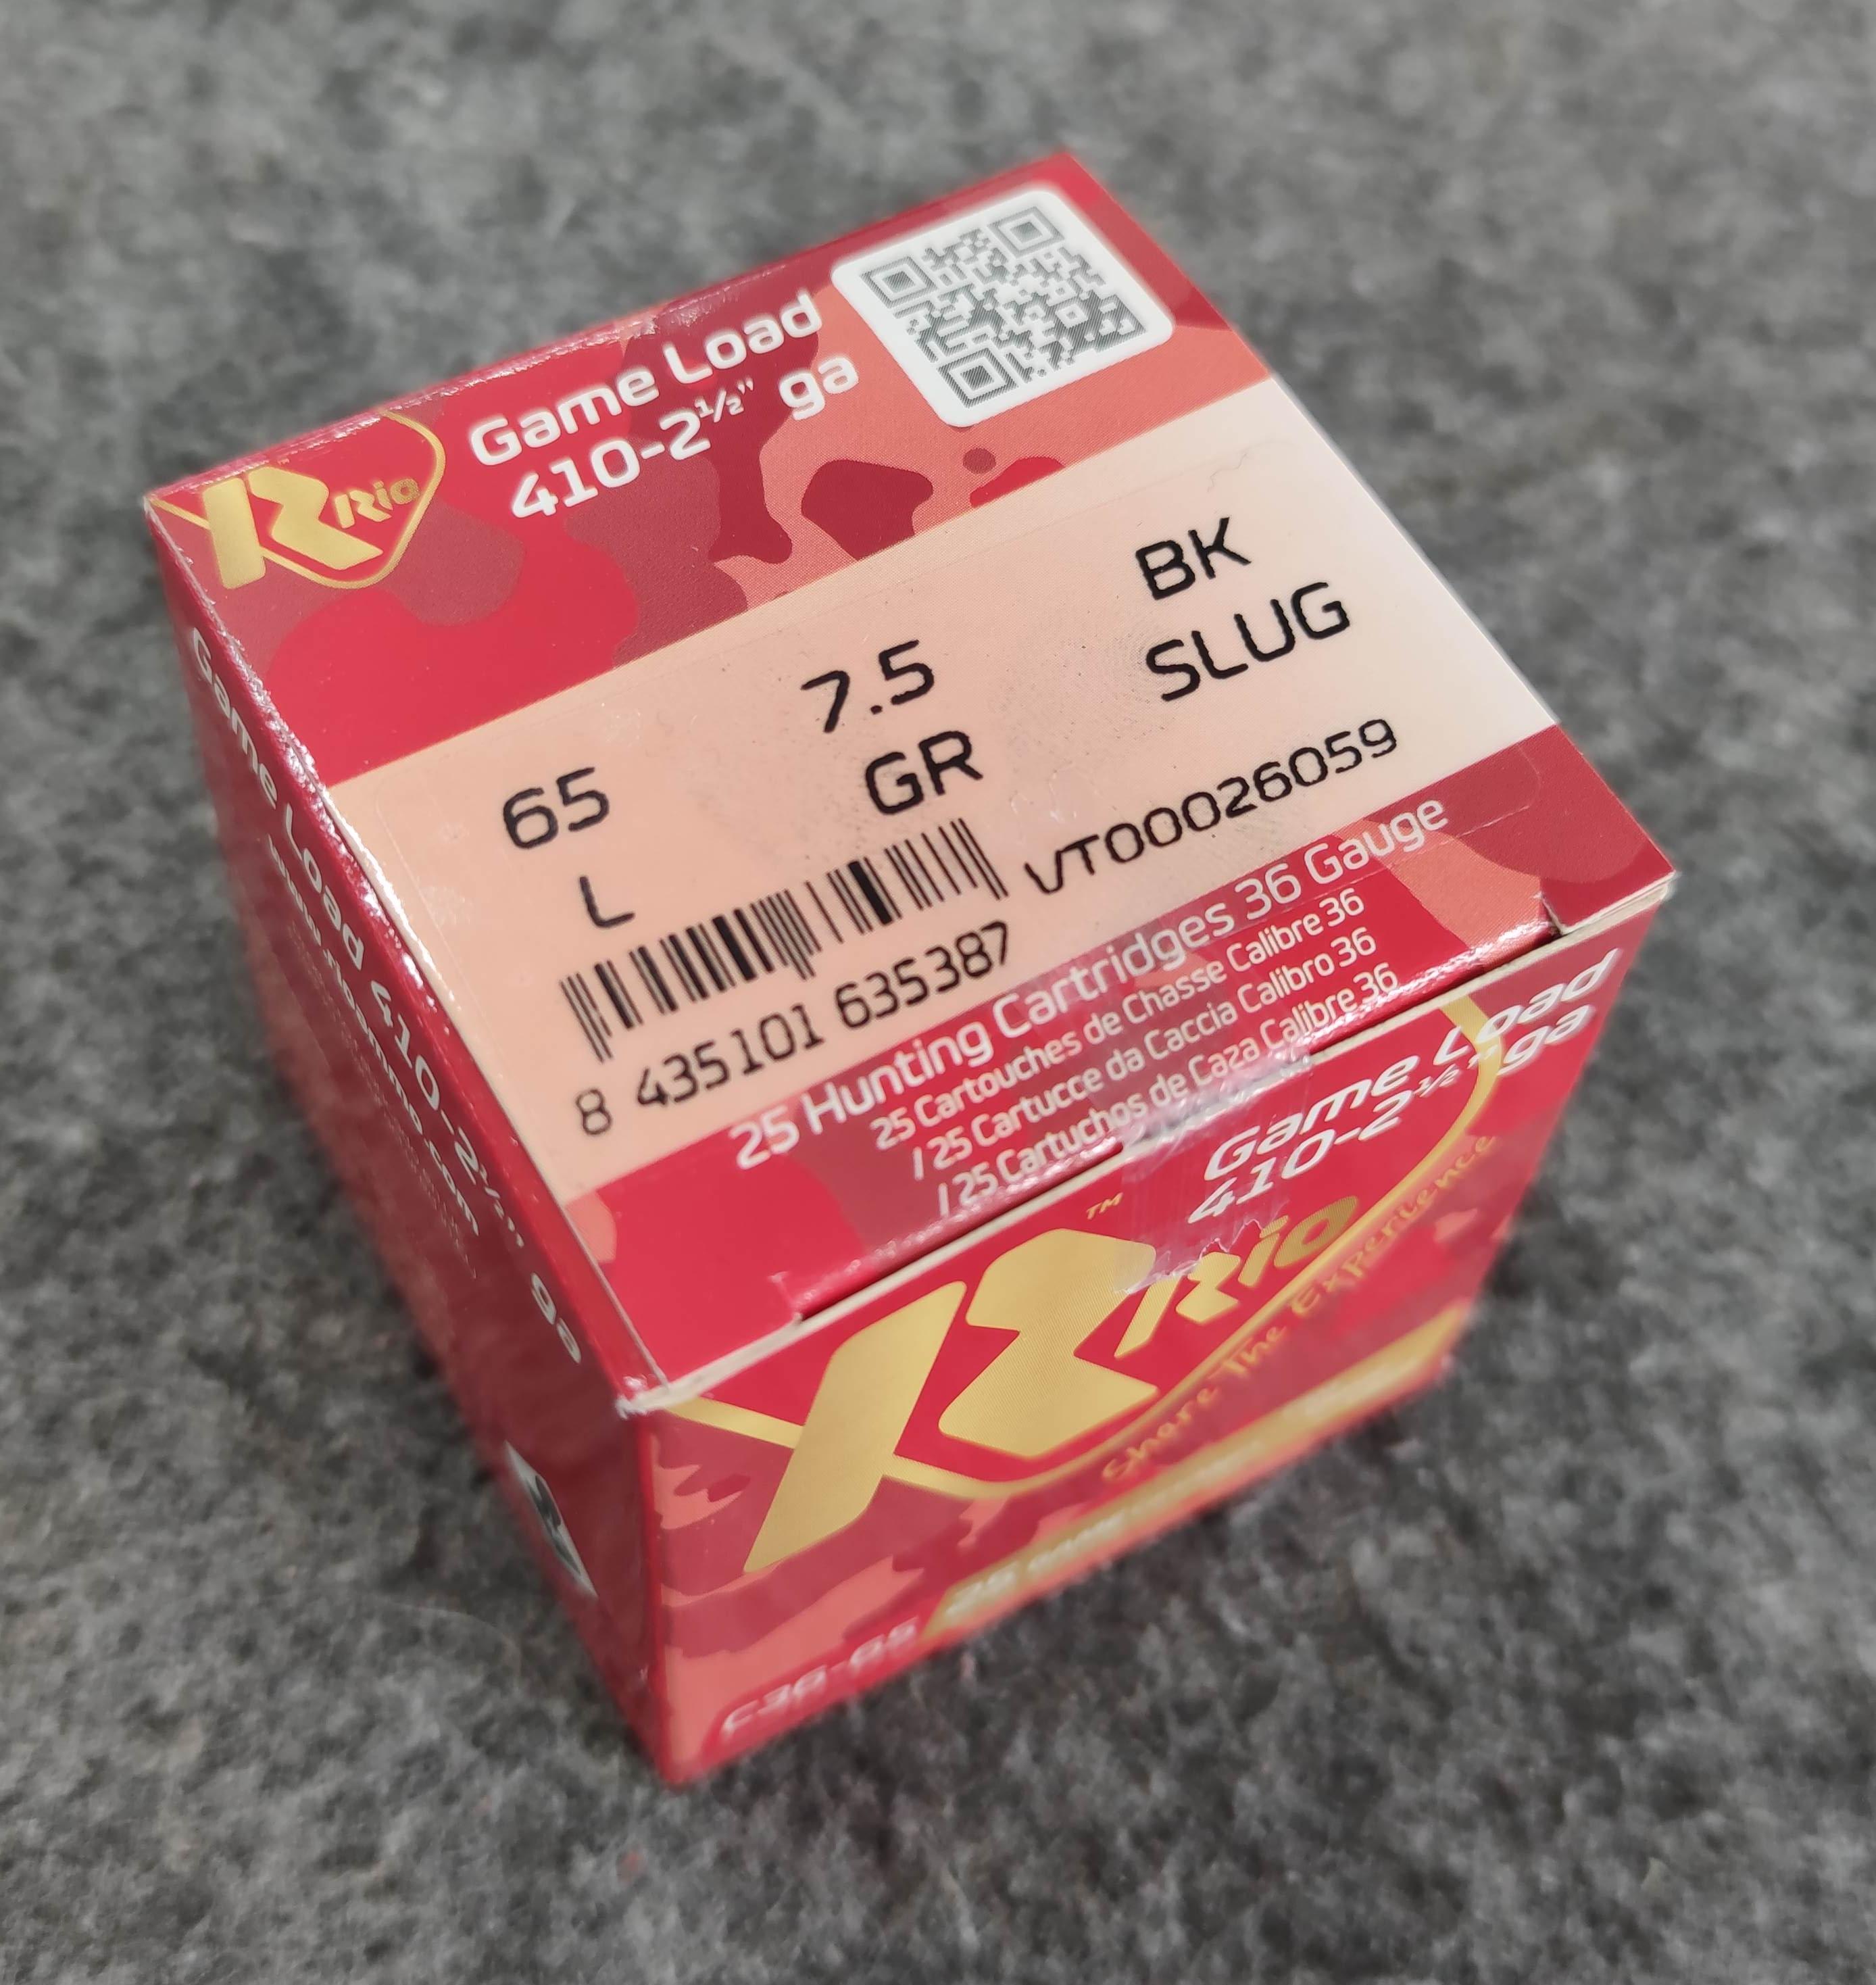 Rio
Game Load
410-2½" ga
65
L
7.5
GR
BK
SLUG
8 435101 635387
VT00026059
25 Hunting Cartridges 36 Gauge
25 Cartouches de Chasse Calibre 36
/ 25 Cartucce da Caccia Calibro 36
/ 25 Cartuchos de Caza Calibre 36
Game Load 410-2½" ga
Game Load
410-2½" ga
Rio
TM
Share The Experience